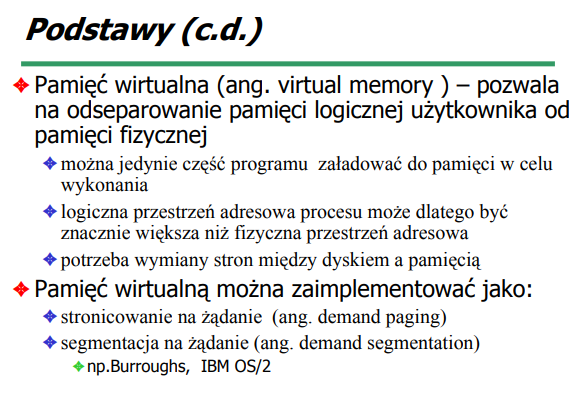 Podstawy (c.d.)
Pamięć wirtualna (ang. virtual memory ) – pozwala
na odseparowanie pamięci logicznej użytkownika od
pamięci fizycznej
można jedynie część programu załadować do pamięci w celu
wykonania
logiczna przestrzeń adresowa procesu może dlatego być
znacznie większa niż fizyczna przestrzeń adresowa
potrzeba wymiany stron między dyskiem a pamięcią
Pamięć wirtualną można zaimplementować jako:
stronicowanie na żądanie (ang. demand paging)
segmentacja na żądanie (ang. demand segmentation)
np.Burroughs, IBM OS/2